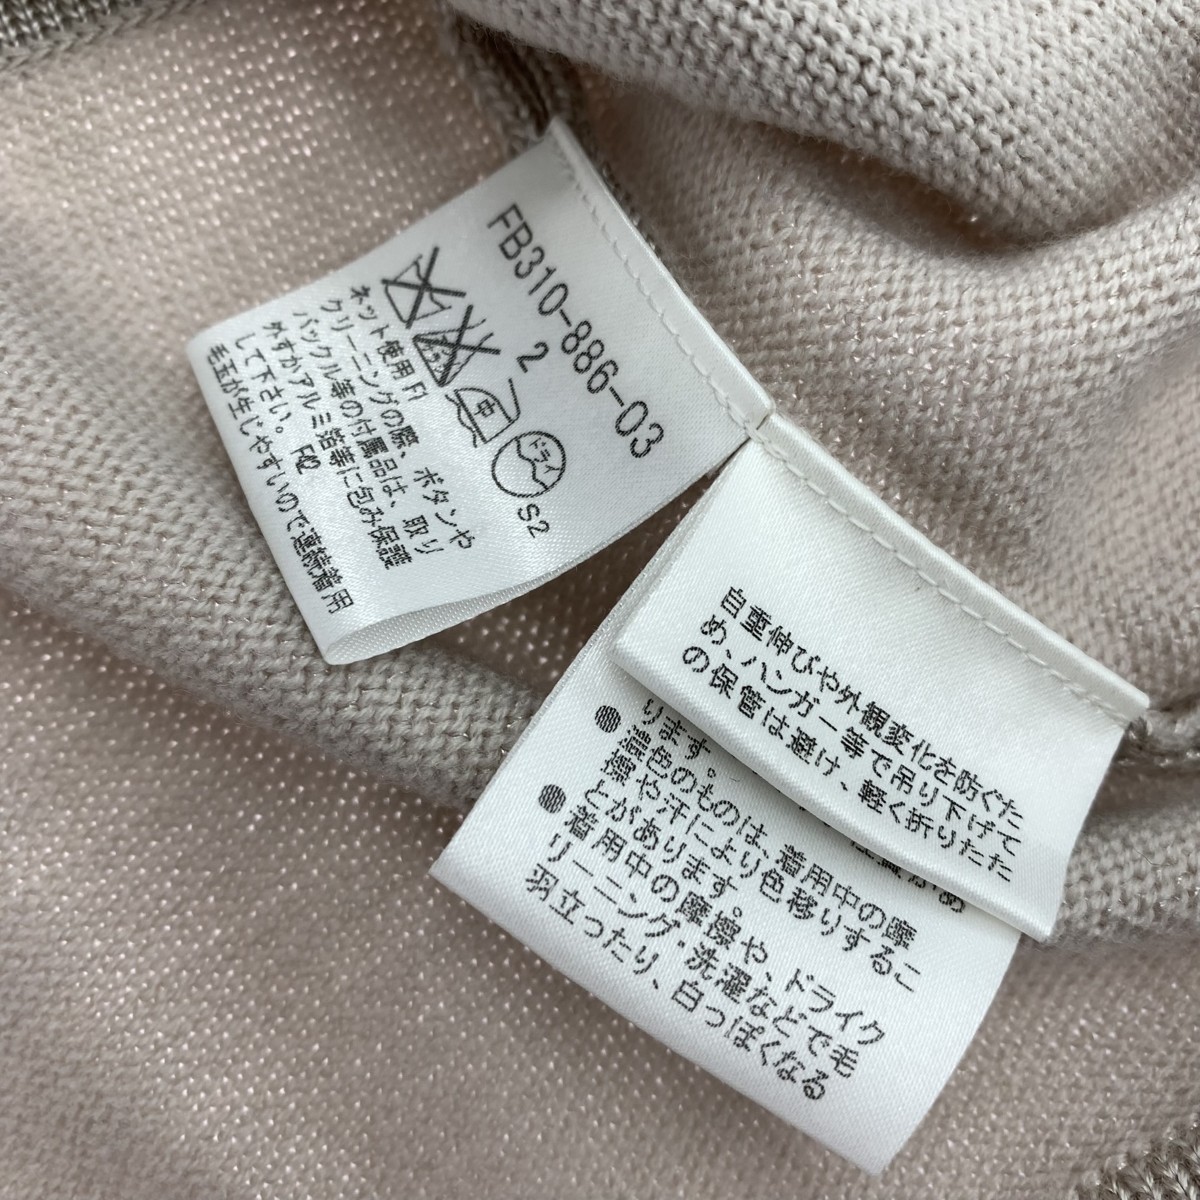 FB310-886-03
2
中
ドライ
S2
ネット使用 F1
クリーニングの際、ボタンや
バックル等の付属品は、取り
外すかアルミ箔等に包み保護
して下さい。 F42
毛玉が生じやすいので連続着用
自重伸びや外観変化を防ぐた
め、ハンガー等で吊り下げて
の保管は避け、軽く折りたた
ります。
●濃色のものは、着用中の摩
擦や汗により色移りするこ
とがあります。
●着用中の摩擦や、ドライク
リーニング・洗濯などで毛
羽立ったり、白っぽくなる